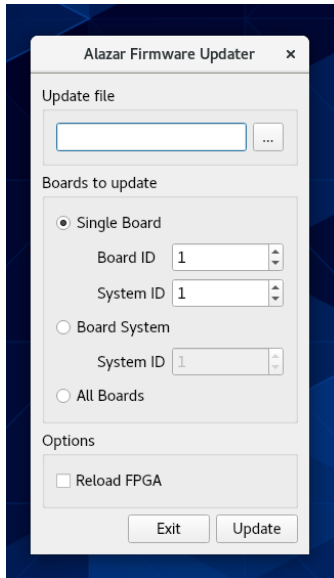 Alazar Firmware Updater ×
Update file
...
Boards to update
Single Board
Board ID 1
System ID 1
Board System
System ID 1
All Boards
Options
Reload FPGA
Exit Update